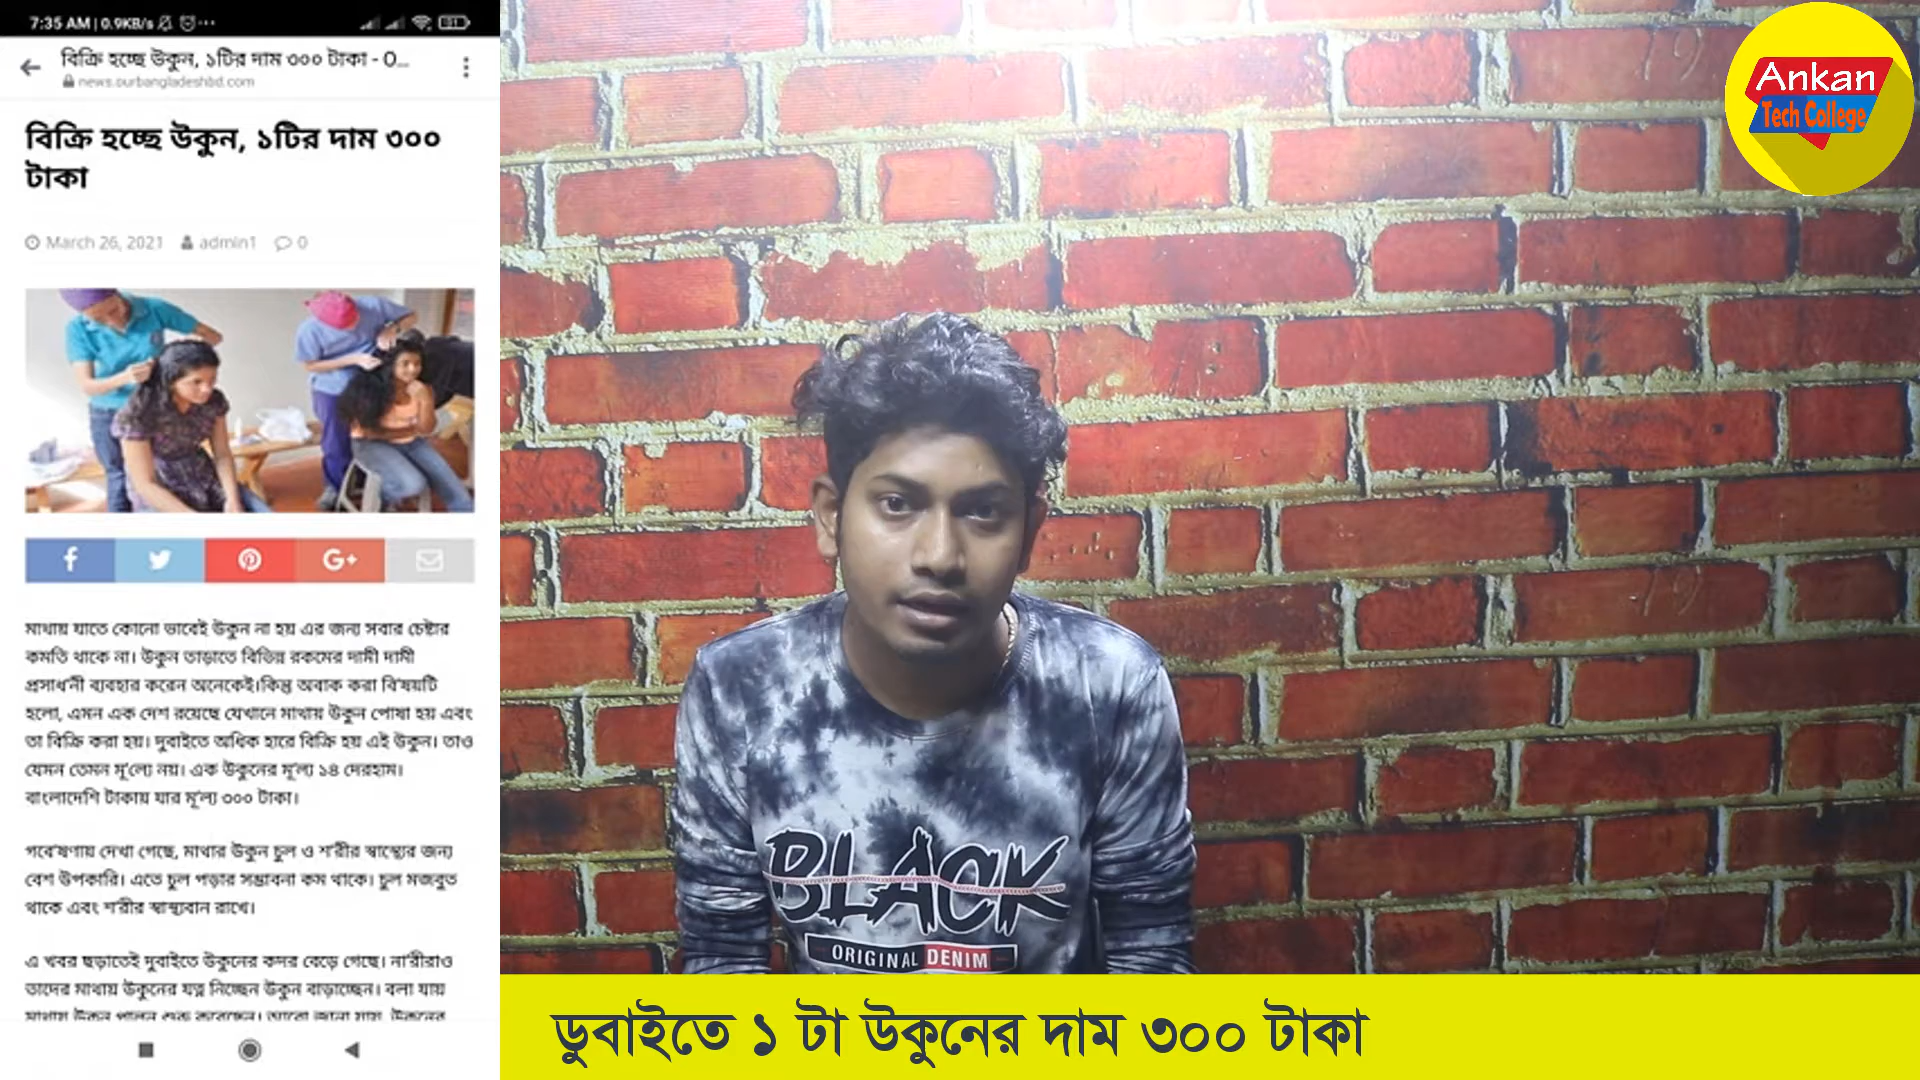 7:35 AM | 0.9KB/s
বিক্রি হচ্ছে উকুন, ১টির দাম ৩০০ টাকা - O...
news.ourbangladeshbd.com
বিক্রি হচ্ছে উকুন, ১টির দাম ৩০০
টাকা
March 26, 2021 admin1 0
মাথায় যাতে কোনো ভাবেই উকুন না হয় এর জন্য সবার চেষ্টার
কমতি থাকে না। উকুন তাড়াতে বিভিন্ন রকমের দামী দামী
প্রসাধনী ব্যবহার করেন অনেকেই।কিন্তু অবাক করা বি'ষয়টি
হলো, এমন এক দেশ রয়েছে যেখানে মাথায় উকুন পোষা হয় এবং
তা বিক্রি করা হয়। দুবাইতে অধিক হারে বিক্রি হয় এই উকুন। তাও
যেমন তেমন মূ'ল্যে নয়। এক উকুনের মূ'ল্য ১৪ দেরহাম।
বাংলাদেশি টাকায় যার মূ'ল্য ৩০০ টাকা।
গবে'ষণায় দেখা গেছে, মাথার উকুন চুল ও শ'রীর স্বাস্থ্যের জন্য
বেশ উপকারি। এতে চুল পড়ার সম্ভাবনা কম থাকে। চুল মজবুত
থাকে এবং শ'রীর স্বাস্থ্যবান রাখে।
এ খবর ছড়াতেই দুবাইতে উকুনের কদর বেড়ে গেছে। না'রীরাও
তাদের মাথায় উকুনের যত্ন নিচ্ছেন উকুন বাড়াচ্ছেন। বলা যায়
Ankan
Tech College
BLACK
ORIGINAL DENIM
ডুবাইতে ১ টা উকুনের দাম ৩০০ টাকা